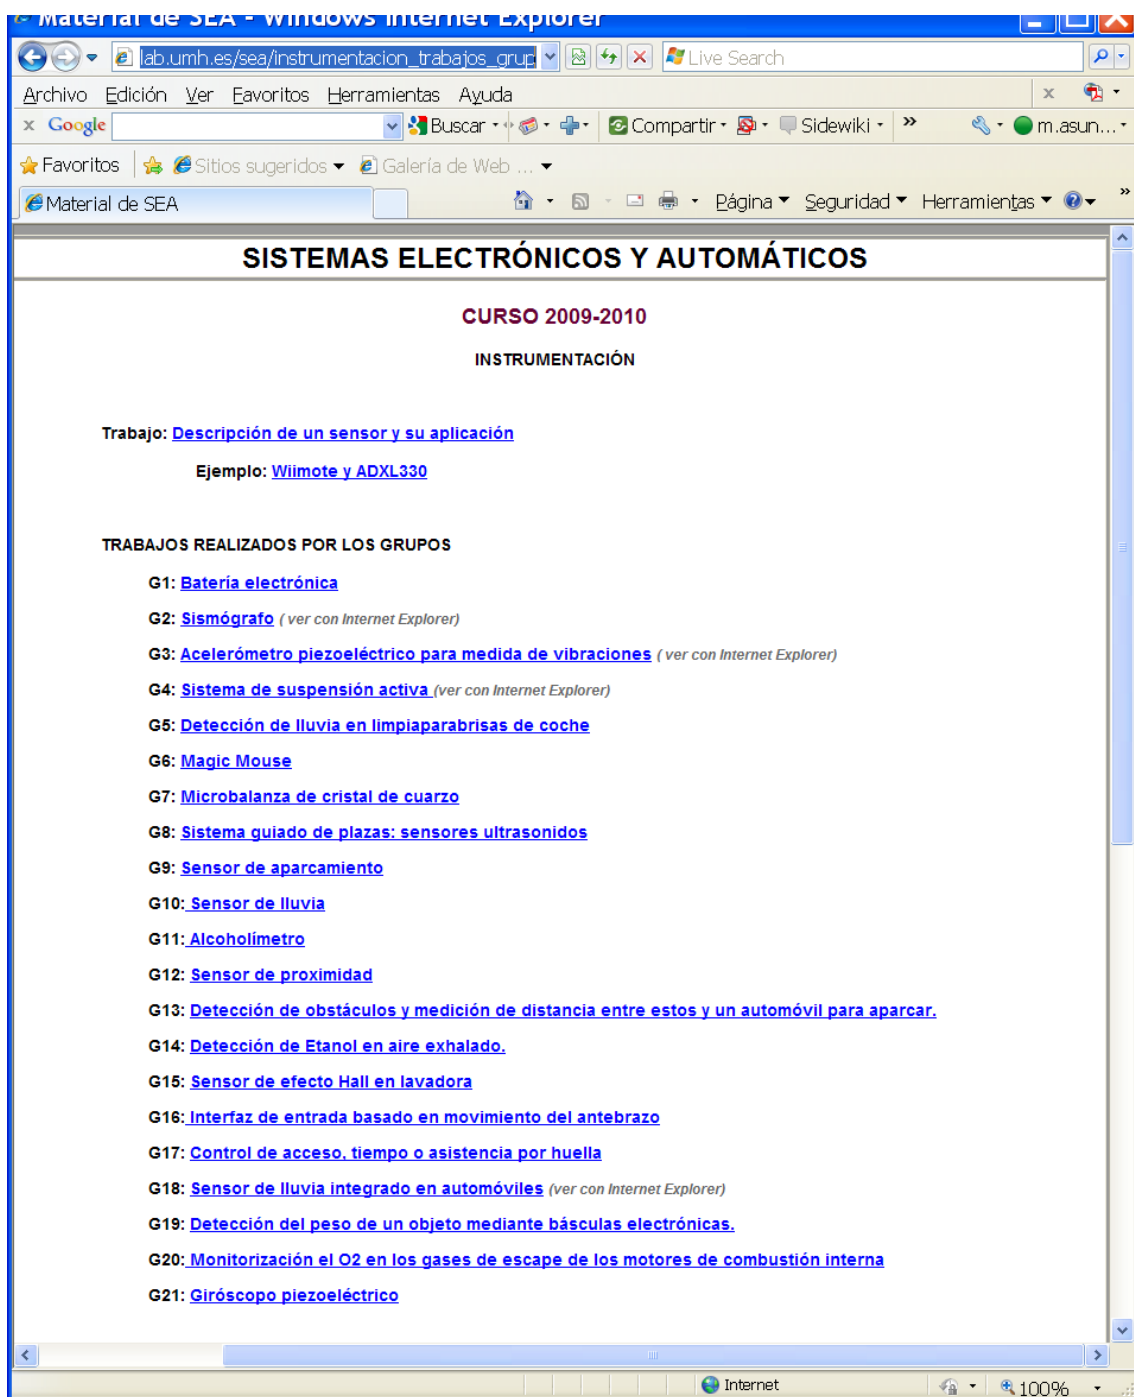 Material de SEA - Windows Internet Explorer
lab.umh.es/sea/instrumentacion_trabajos_grup
Live Search
Archivo Edición Ver Favoritos Herramientas Ayuda x
x Google Buscar Compartir Sidewiki » m.asun...
Favoritos Sitios sugeridos Galería de Web ...
Material de SEA Página Seguridad Herramientas »
SISTEMAS ELECTRÓNICOS Y AUTOMÁTICOS
CURSO 2009-2010
INSTRUMENTACIÓN
Trabajo: Descripción de un sensor y su aplicación
Ejemplo: Wiimote y ADXL330
TRABAJOS REALIZADOS POR LOS GRUPOS
G1: Batería electrónica
G2: Sismógrafo ( ver con Internet Explorer)
G3: Acelerómetro piezoeléctrico para medida de vibraciones ( ver con Internet Explorer)
G4: Sistema de suspensión activa (ver con Internet Explorer)
G5: Detección de lluvia en limpiaparabrisas de coche
G6: Magic Mouse
G7: Microbalanza de cristal de cuarzo
G8: Sistema guiado de plazas: sensores ultrasonidos
G9: Sensor de aparcamiento
G10: Sensor de lluvia
G11: Alcoholímetro
G12: Sensor de proximidad
G13: Detección de obstáculos y medición de distancia entre estos y un automóvil para aparcar.
G14: Detección de Etanol en aire exhalado.
G15: Sensor de efecto Hall en lavadora
G16: Interfaz de entrada basado en movimiento del antebrazo
G17: Control de acceso, tiempo o asistencia por huella
G18: Sensor de lluvia integrado en automóviles (ver con Internet Explorer)
G19: Detección del peso de un objeto mediante básculas electrónicas.
G20: Monitorización el O2 en los gases de escape de los motores de combustión interna
G21: Giróscopo piezoeléctrico
Internet 100%